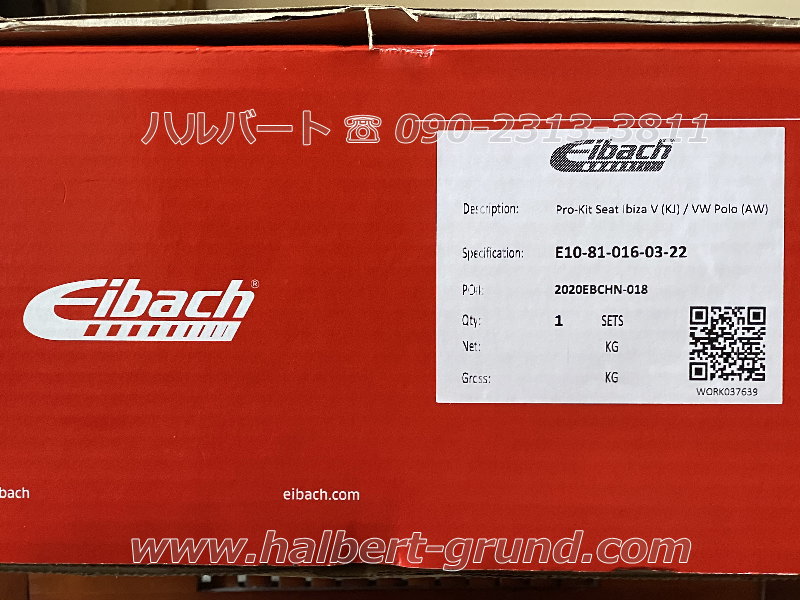 ハルバート ☎ 090-2313-3811
Eibach
Description: Pro-Kit Seat Ibiza V (KJ) / VW Polo (AW)
Specification: E10-81-016-03-22
PO#: 2020EBCHN-018
Qty: 1 SETS
Net: KG
Gross: KG
WORK037639
Eibach®
bach
eibach.com
www.halbert-grund.com